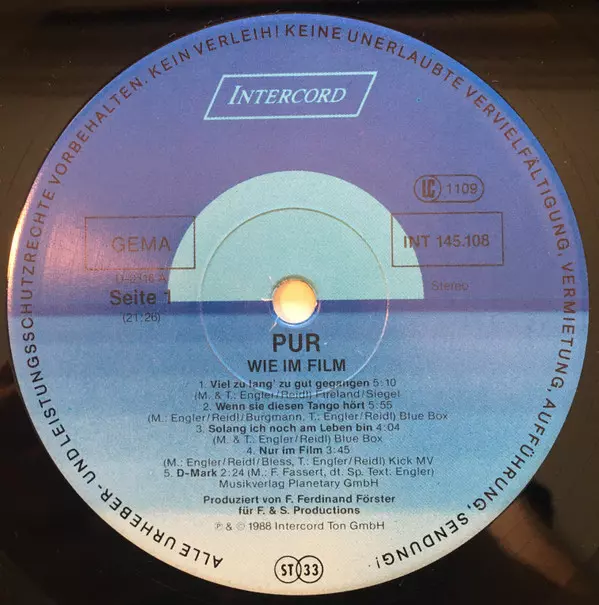 ALLE URHEBER- UND LEISTUNGSSCHUTZRECHTE VORBEHALTEN. KEIN VERLEIH! KEINE UNERLAUBTE VERVIELFÄLTIGUNG, VERMIETUNG, AUFFÜHRUNG, SENDUNG!
INTERCORD
LC 1109
GEMA
INT 145.108
Seite 1
Stereo
(21:26)
PUR
WIE IM FILM
1. Viel zu lang' zu gut gegangen 5:10
(M. & T.: Engler/Reidl) Fireland/Siegel
2. Wenn sie diesen Tango hört 5:55
(M.: Engler/Reidl/Burgmann, T.: Engler/Reidl) Blue Box
3. Solang ich noch am Leben bin 4:04
(M. & T.: Engler/Reidl) Blue Box
4. Nur im Film 3:45
(M.: Engler/Reidl/Bless, T.: Engler/Reidl) Kick MV
5. D-Mark 2:24 (M.: F. Fassert, dt. Sp. Text: Engler)
Musikverlag Planetary GmbH
Produziert von F. Ferdinand Förster
für F. & S. Productions
℗ & © 1988 Intercord Ton GmbH
ST 33